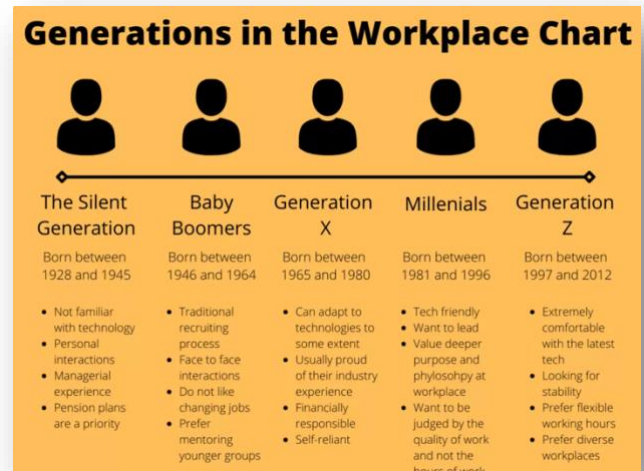 Generations in the Workplace Chart
The Silent
Generation
Born between
1928 and 1945
• Not familiar
with technology
• Personal
interactions
• Managerial
experience
• Pension plans
are a priority
Baby
Boomers
Born between
1946 and 1964
• Traditional
recruiting
process
• Face to face
interactions
• Do not like
changing jobs
• Prefer
mentoring
younger groups
Generation
X
Born between
1965 and 1980
• Can adapt to
technologies to
some extent
• Usually proud
of their industry
experience
• Financially
responsible
• Self-reliant
Millenials
Born between
1981 and 1996
• Tech friendly
• Want to lead
• Value deeper
purpose and
phylosohpy at
workplace
• Want to be
judged by the
quality of work
and not the
hours of work
Generation
Z
Born between
1997 and 2012
• Extremely
comfortable
with the latest
tech
• Looking for
stability
• Prefer flexible
working hours
• Prefer diverse
workplaces